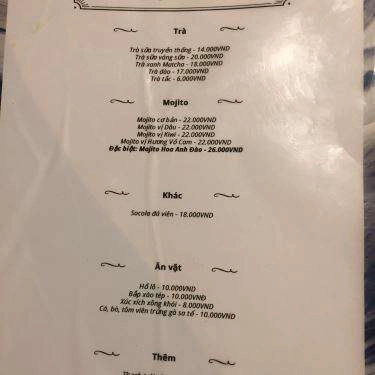 Trà
Trà sữa truyền thống - 14.000VND
Trà sữa váng sữa - 20.000VND
Trà xanh Matcha - 18.000VND
Trà đào - 17.000VND
Trà tắc - 6.000VND
Mojito
Mojito cơ bản - 22.000VND
Mojito vị Dâu - 22.000VND
Mojito vị Kiwi - 22.000VND
Mojito vị Hương Vỏ Cam - 22.000VND
Đặc biệt: Mojito Hoa Anh Đào - 26.000VND
Khác
Socola đá viên - 18.000VND
Ăn vặt
Hồ lô - 10.000VND
Bắp xào tép - 10.000VNĐ
Xúc xích xông khói - 8.000VND
Cá, bò, tôm viên trứng gà sa tế - 10.000VND
Thêm